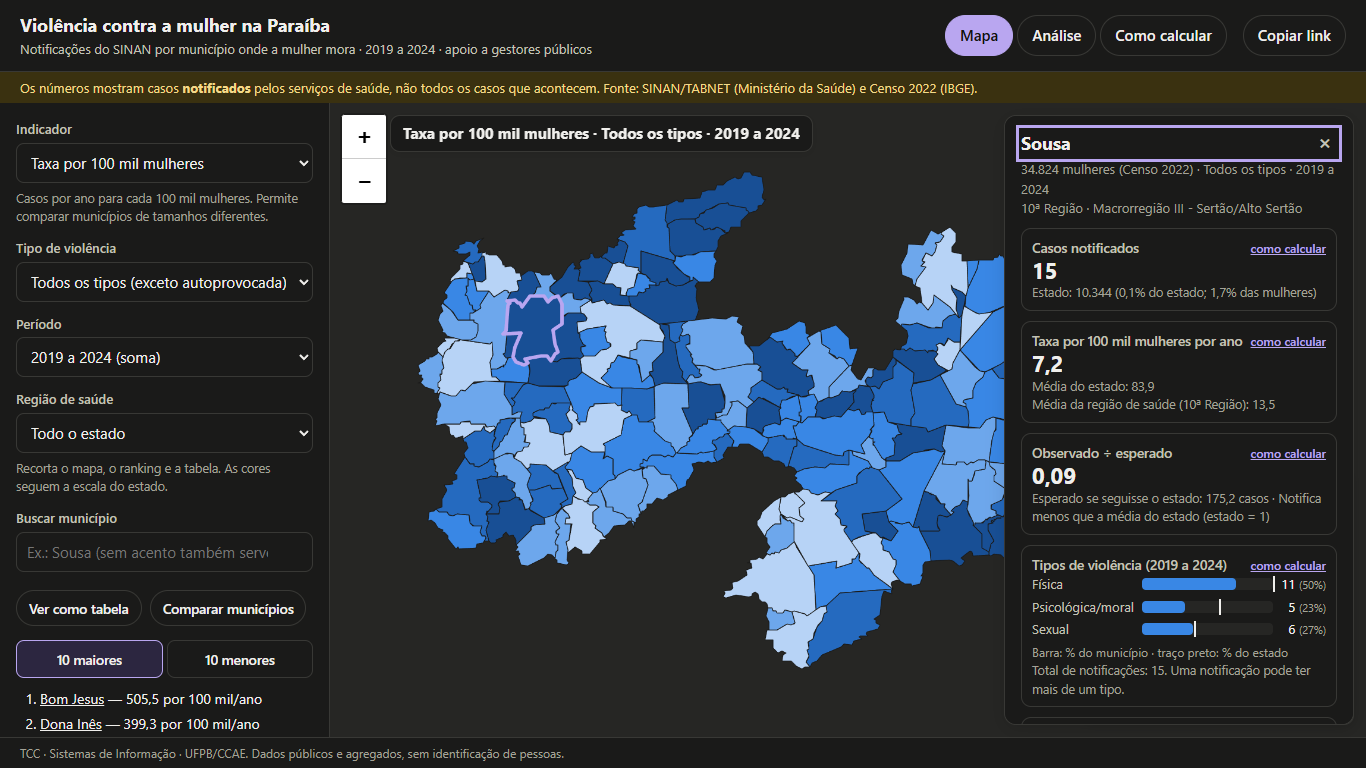 Violência contra a mulher na Paraíba
Notificações do SINAN por município onde a mulher mora · 2019 a 2024 · apoio a gestores públicos
Mapa
Análise
Como calcular
Copiar link
Os números mostram casos notificados pelos serviços de saúde, não todos os casos que acontecem. Fonte: SINAN/TABNET (Ministério da Saúde) e Censo 2022 (IBGE).
Indicador
Taxa por 100 mil mulheres
Casos por ano para cada 100 mil mulheres. Permite
comparar municípios de tamanhos diferentes.
Tipo de violência
Todos os tipos (exceto autoprovocada)
Período
2019 a 2024 (soma)
Região de saúde
Todo o estado
Recorta o mapa, o ranking e a tabela. As cores
seguem a escala do estado.
Buscar município
Ex.: Sousa (sem acento também serve
Ver como tabela
Comparar municípios
10 maiores
10 menores
1. Bom Jesus — 505,5 por 100 mil/ano
2. Dona Inês — 399,3 por 100 mil/ano
+
−
Taxa por 100 mil mulheres · Todos os tipos · 2019 a 2024
Sousa
×
34.824 mulheres (Censo 2022) · Todos os tipos · 2019 a
2024
10ª Região · Macrorregião III - Sertão/Alto Sertão
Casos notificados
como calcular
15
Estado: 10.344 (0,1% do estado; 1,7% das mulheres)
Taxa por 100 mil mulheres por ano
como calcular
7,2
Média do estado: 83,9
Média da região de saúde (10ª Região): 13,5
Observado ÷ esperado
como calcular
0,09
Esperado se seguisse o estado: 175,2 casos · Notifica
menos que a média do estado (estado = 1)
Tipos de violência (2019 a 2024)
como calcular
Física 11 (50%)
Psicológica/moral 5 (23%)
Sexual 6 (27%)
Barra: % do município · traço preto: % do estado
Total de notificações: 15. Uma notificação pode ter
mais de um tipo.
TCC · Sistemas de Informação · UFPB/CCAE. Dados públicos e agregados, sem identificação de pessoas.